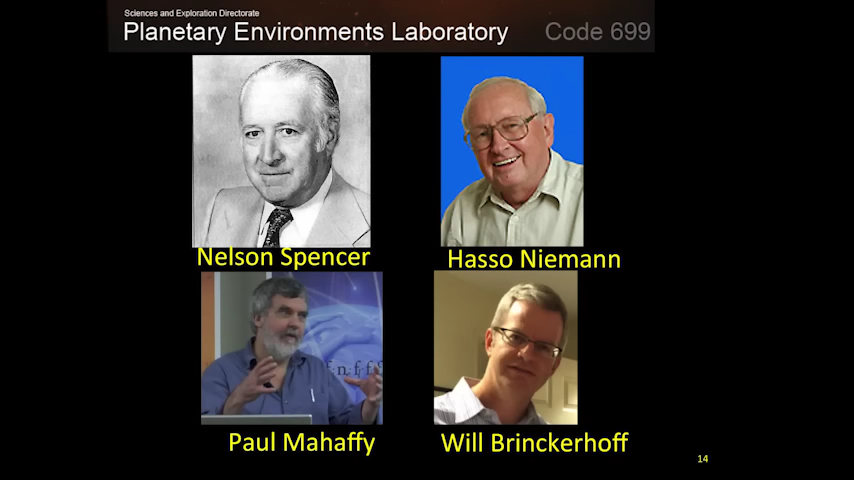 Sciences and Exploration Directorate
Planetary Environments Laboratory Code 699
Nelson Spencer
Hasso Niemann
Paul Mahaffy
Will Brinckerhoff
14